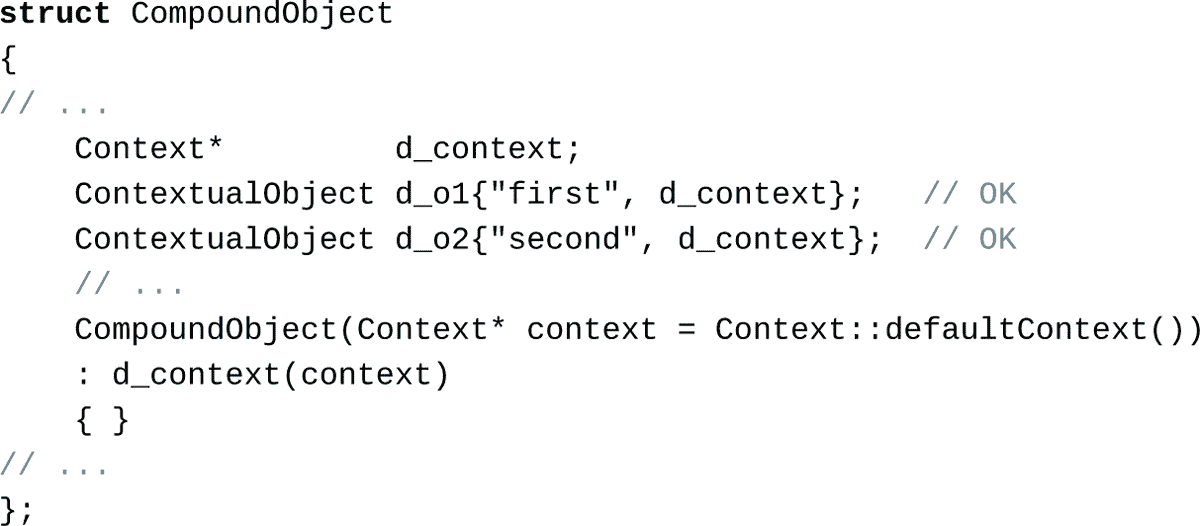 struct CompoundObject
{
// ...
    Context*         d_context;
    ContextualObject d_o1{"first", d_context};   // OK
    ContextualObject d_o2{"second", d_context};  // OK
    // ...
    CompoundObject(Context* context = Context::defaultContext())
    : d_context(context)
    { }
// ...
};